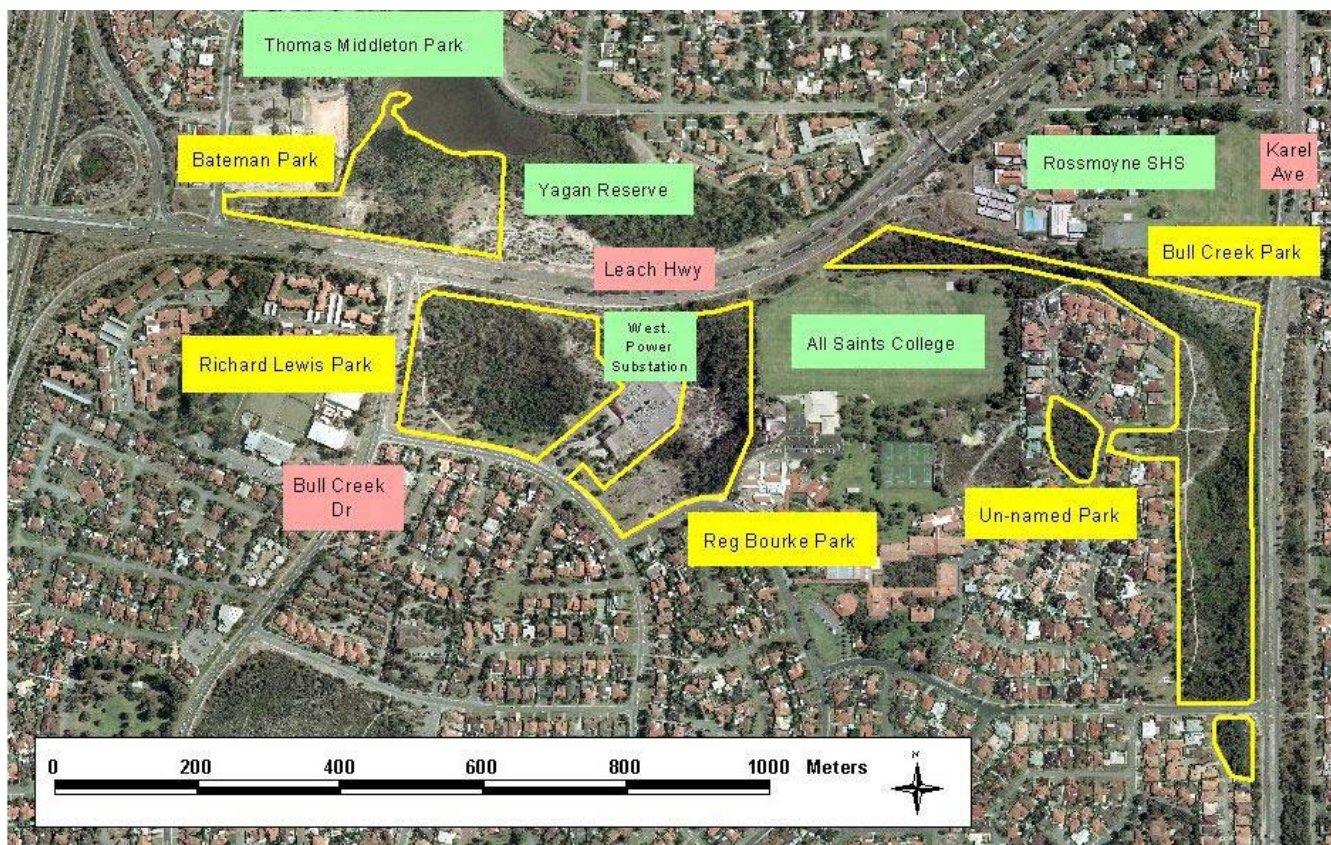 Thomas Middleton Park
Bateman Park
Yagan Reserve
Rossmoyne SHS
Karel
Ave
Bull Creek Park
Leach Hwy
West.
Power
Substation
All Saints College
Richard Lewis Park
Bull Creek
Dr
Reg Bourke Park
Un-named Park
0 200 400 600 800 1000 Meters
N